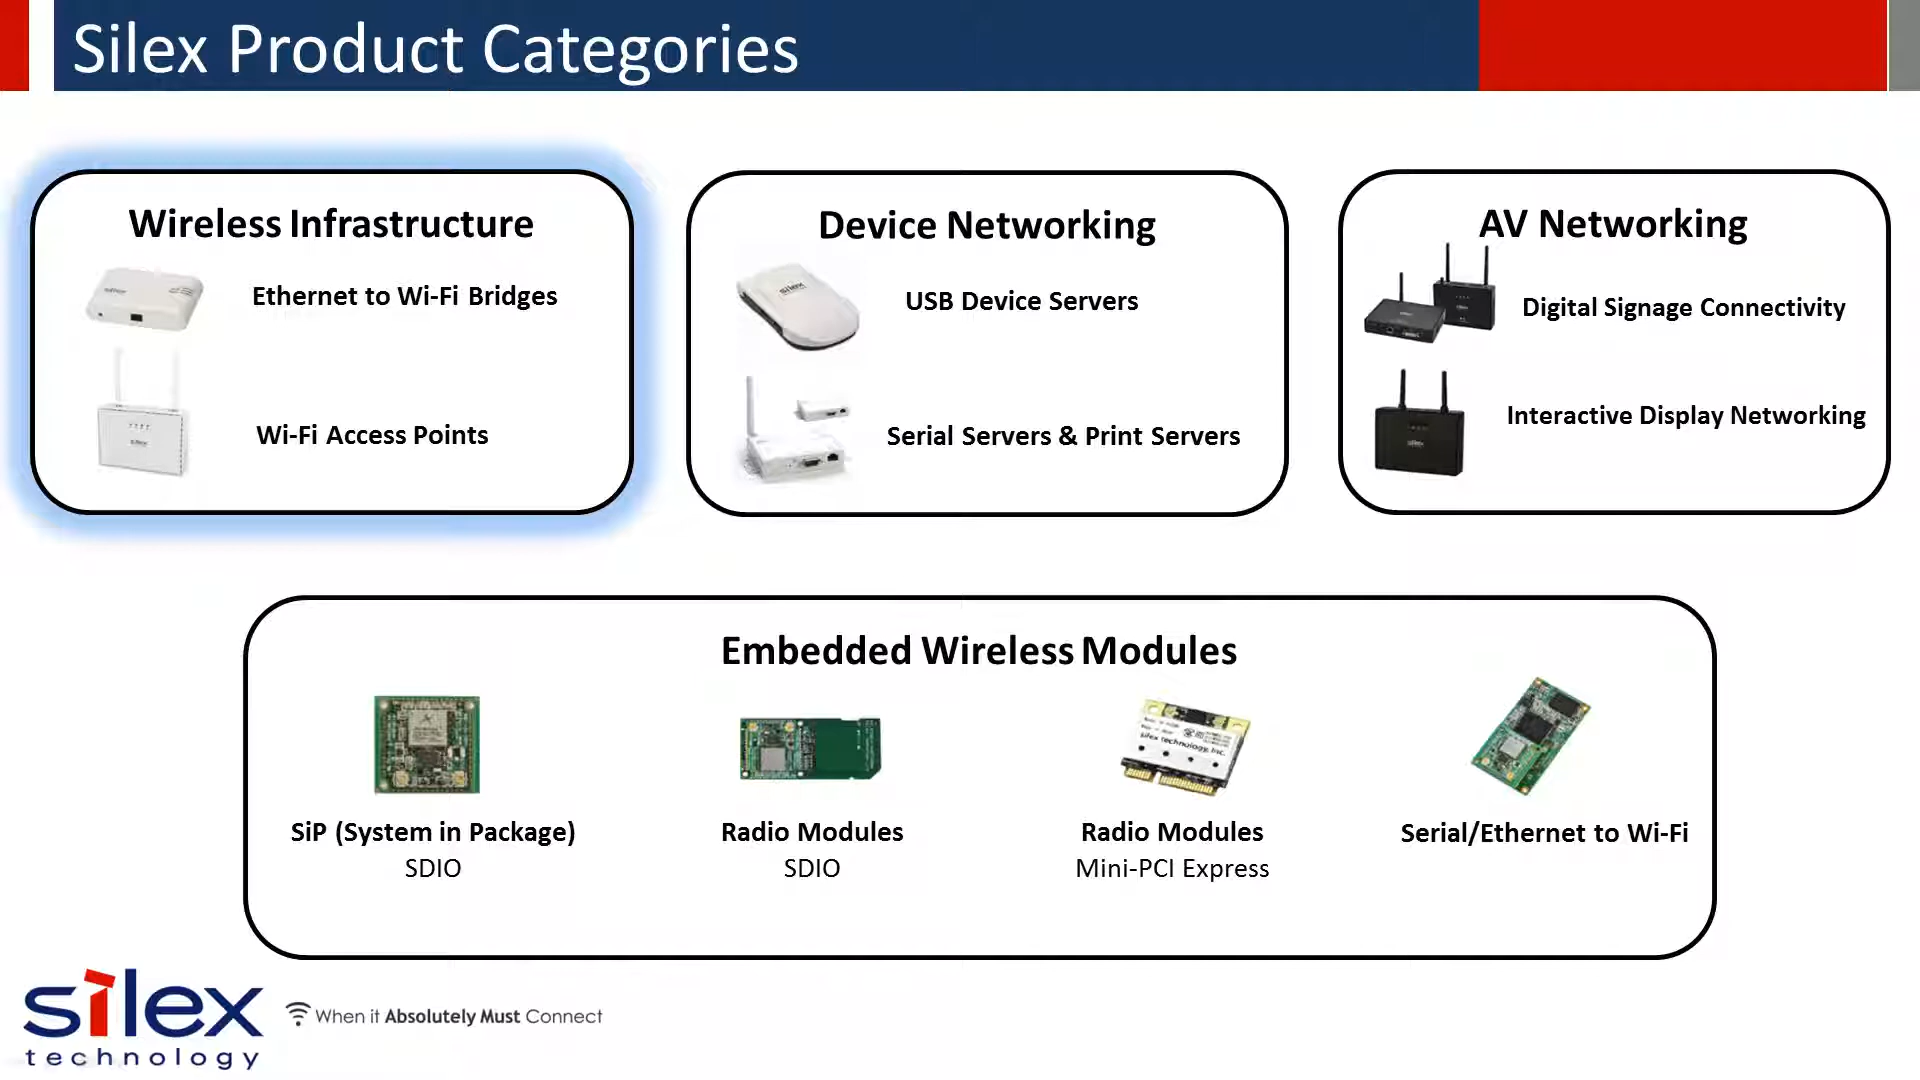 Silex Product Categories
Wireless Infrastructure
Ethernet to Wi-Fi Bridges
Wi-Fi Access Points
Device Networking
USB Device Servers
Serial Servers & Print Servers
AV Networking
Digital Signage Connectivity
Interactive Display Networking
Embedded Wireless Modules
silex technology, Inc.
SiP (System in Package)
SDIO
Radio Modules
SDIO
Radio Modules
Mini-PCI Express
Serial/Ethernet to Wi-Fi
silex
technology
When it Absolutely Must Connect